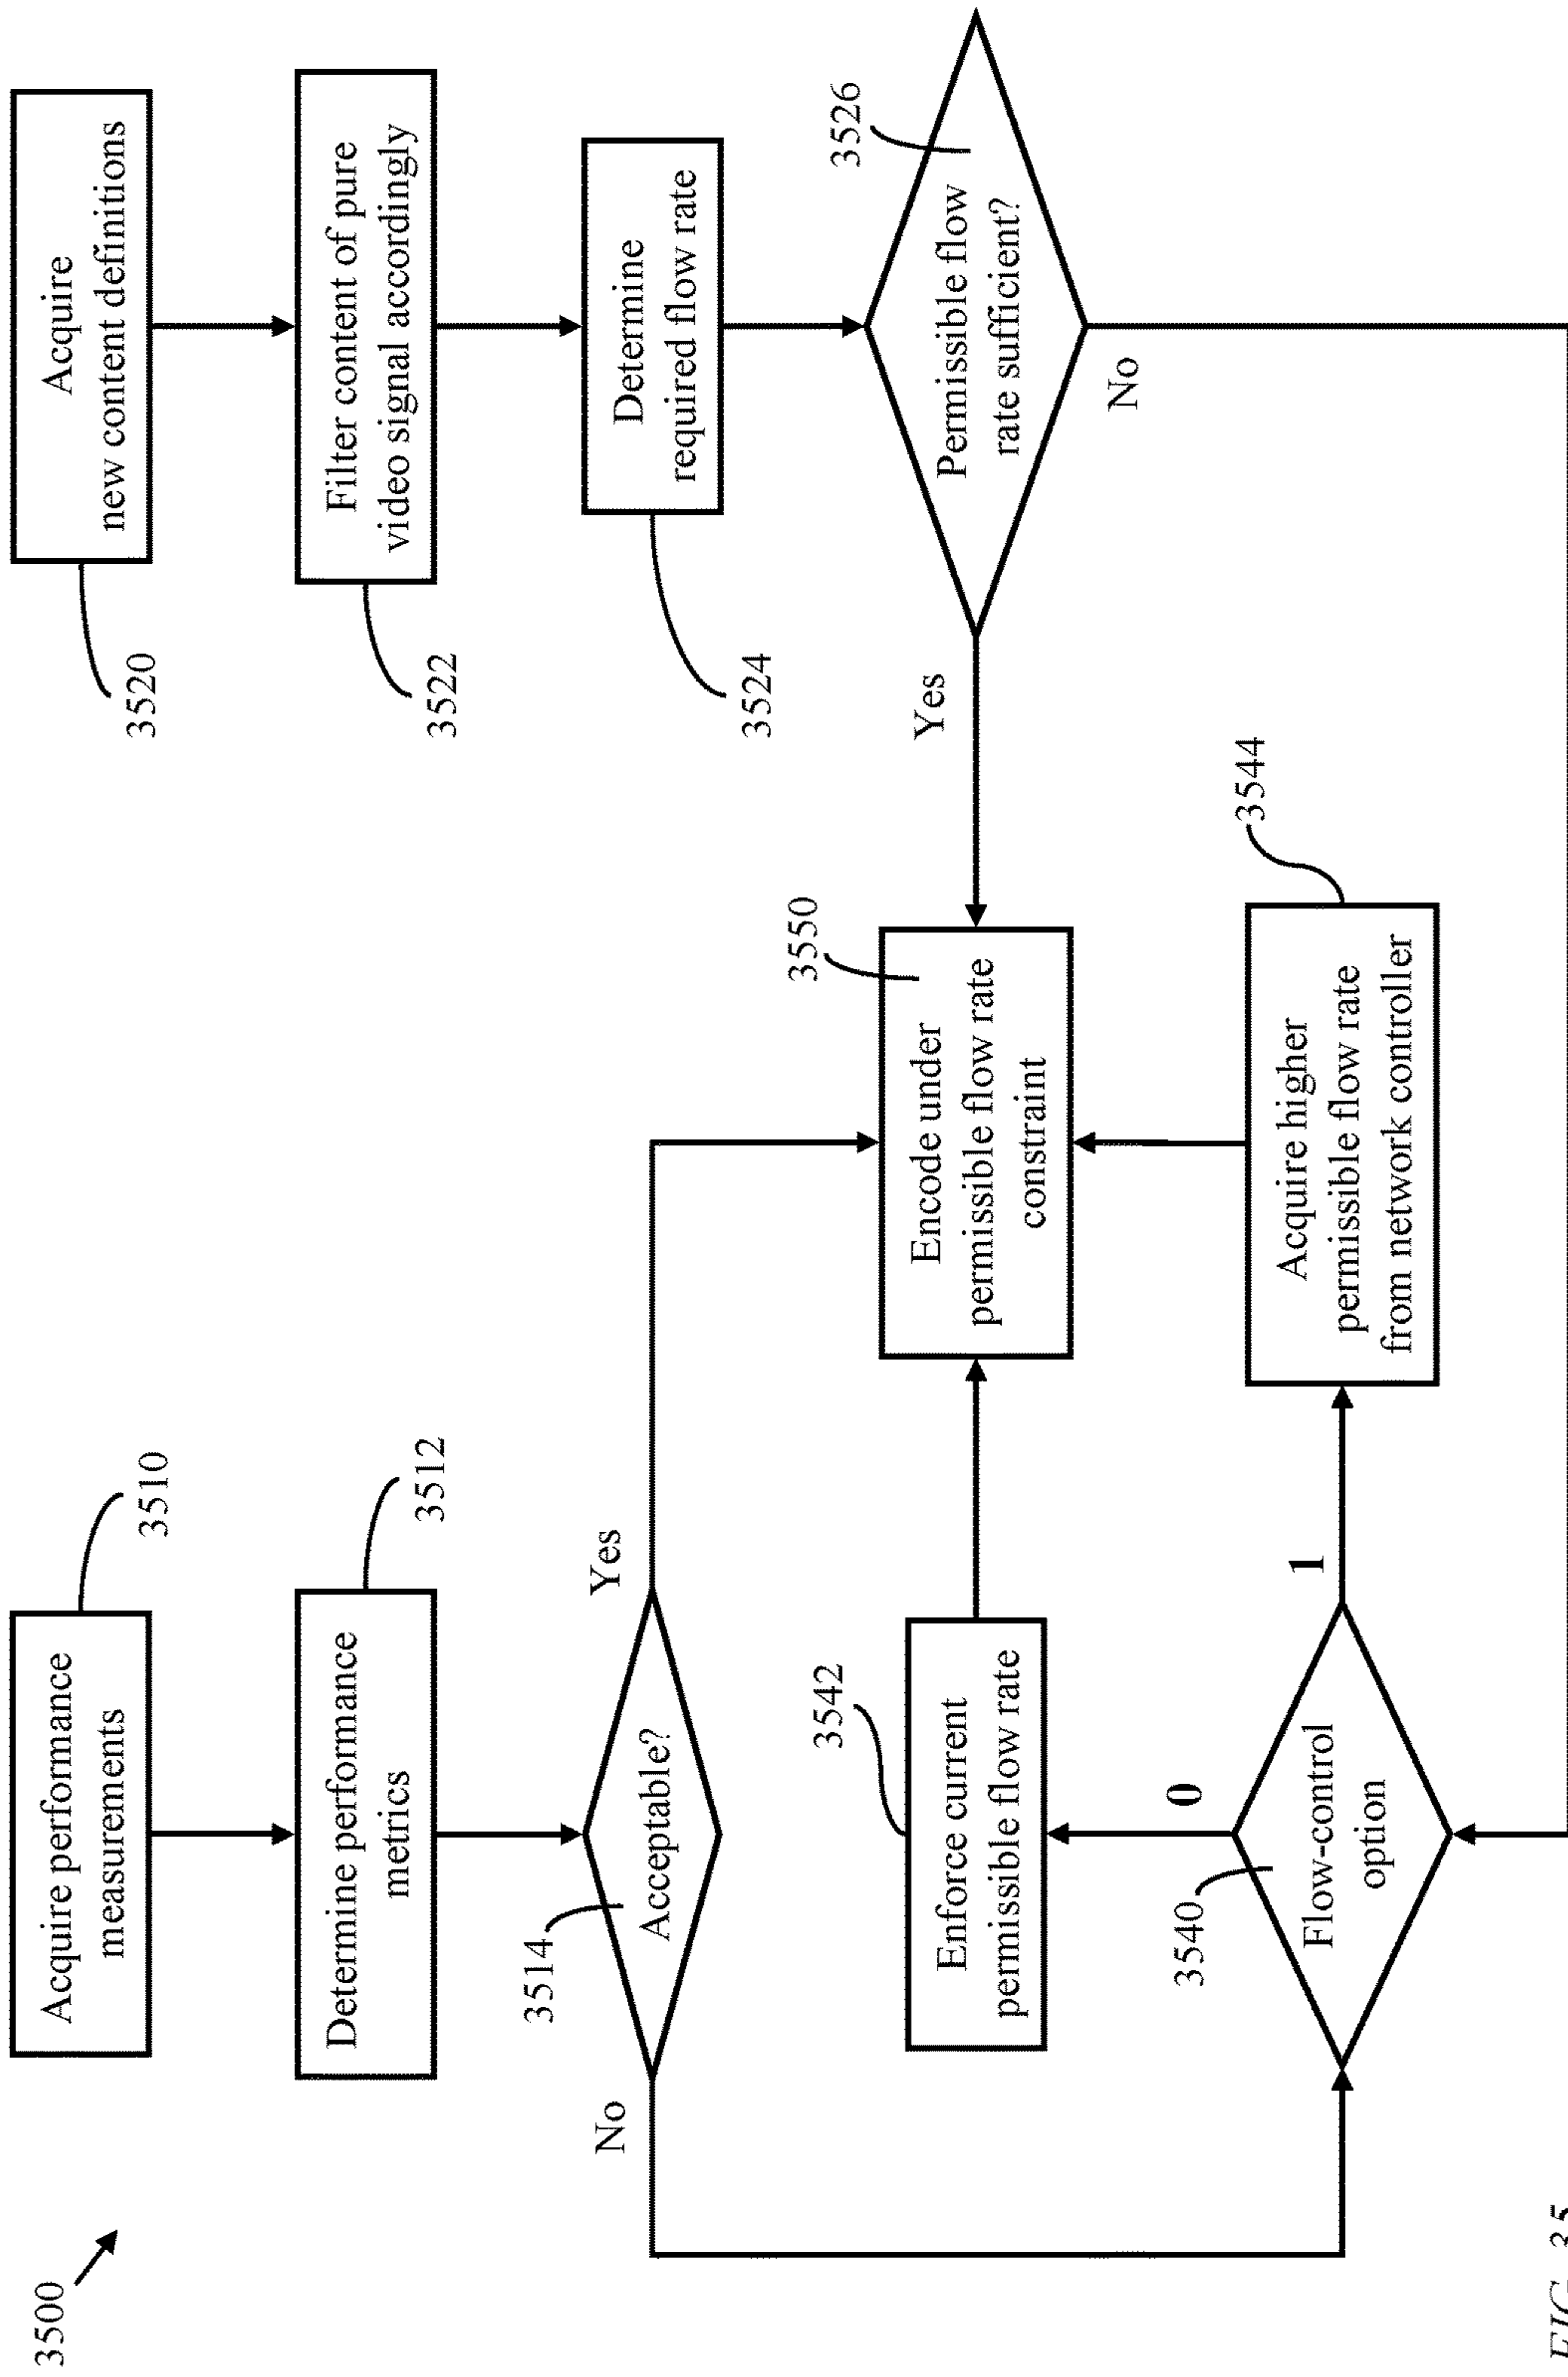 3500
Acquire performance
measurements
3510
Acquire
new content definitions
3520
Determine performance
metrics
3512
Filter content of pure
video signal accordingly
3522
3514
Acceptable?
No
Yes
Determine
required flow rate
3524
3542
Enforce current
permissible flow rate
3550
Encode under
permissible flow rate
constraint
Yes
3526
Permissible flow
rate sufficient?
No
3540
Flow-control
option
0
1
Acquire higher
permissible flow rate
from network controller
3544
FIG. 35